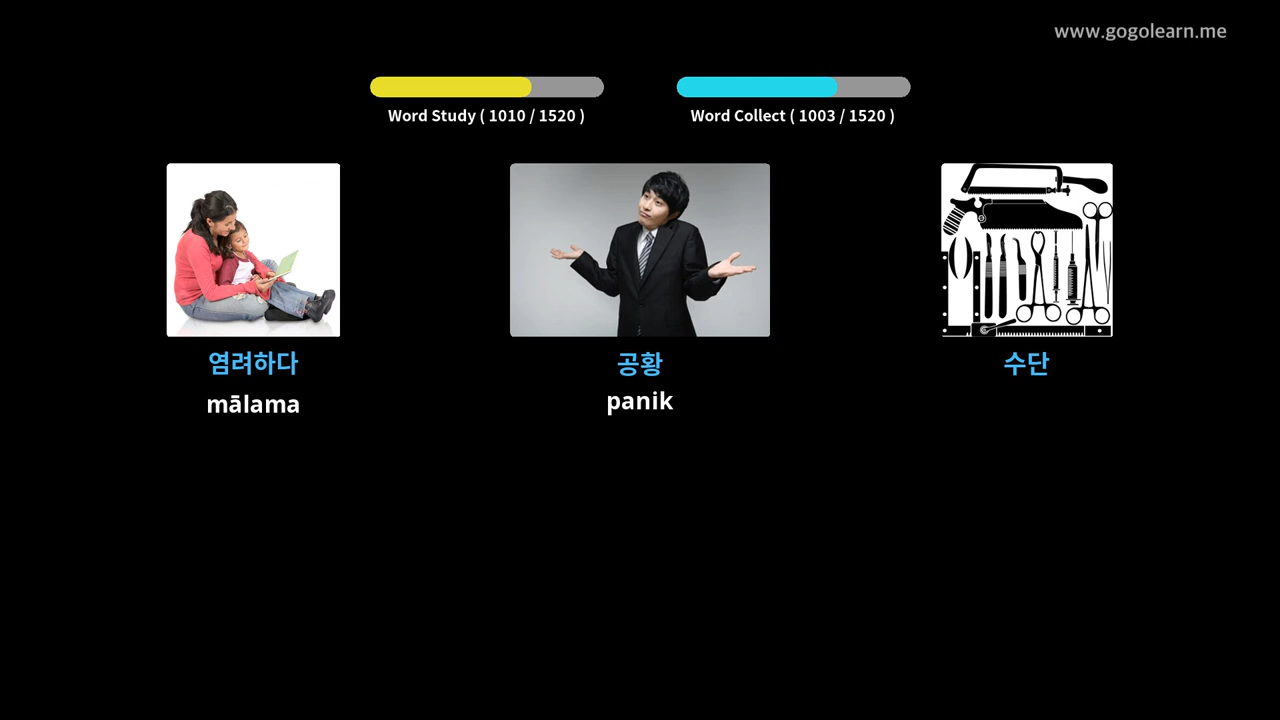 www.gogolearn.me
Word Study ( 1010 / 1520 )
Word Collect ( 1003 / 1520 )
염려하다
mālama
공황
panik
수단